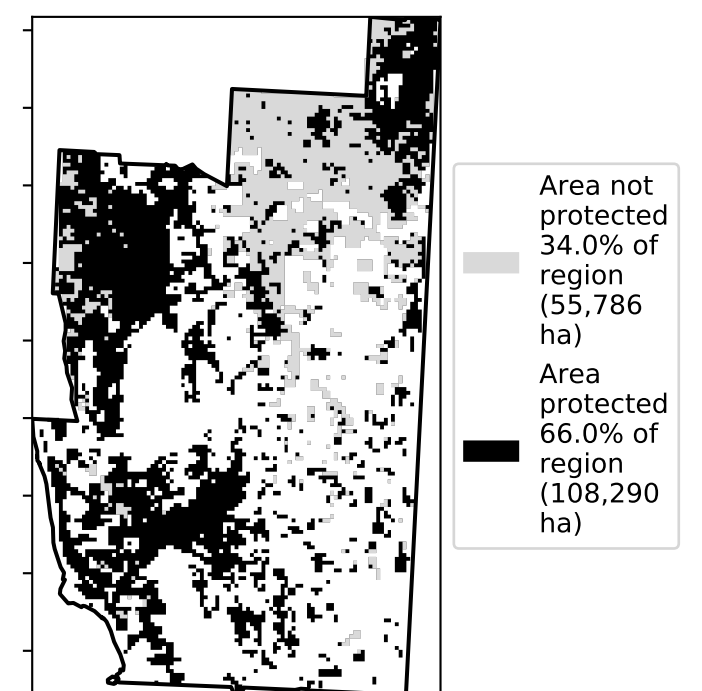 Area not
protected
34.0% of
region
(55,786
ha)
Area
protected
66.0% of
region
(108,290
ha)